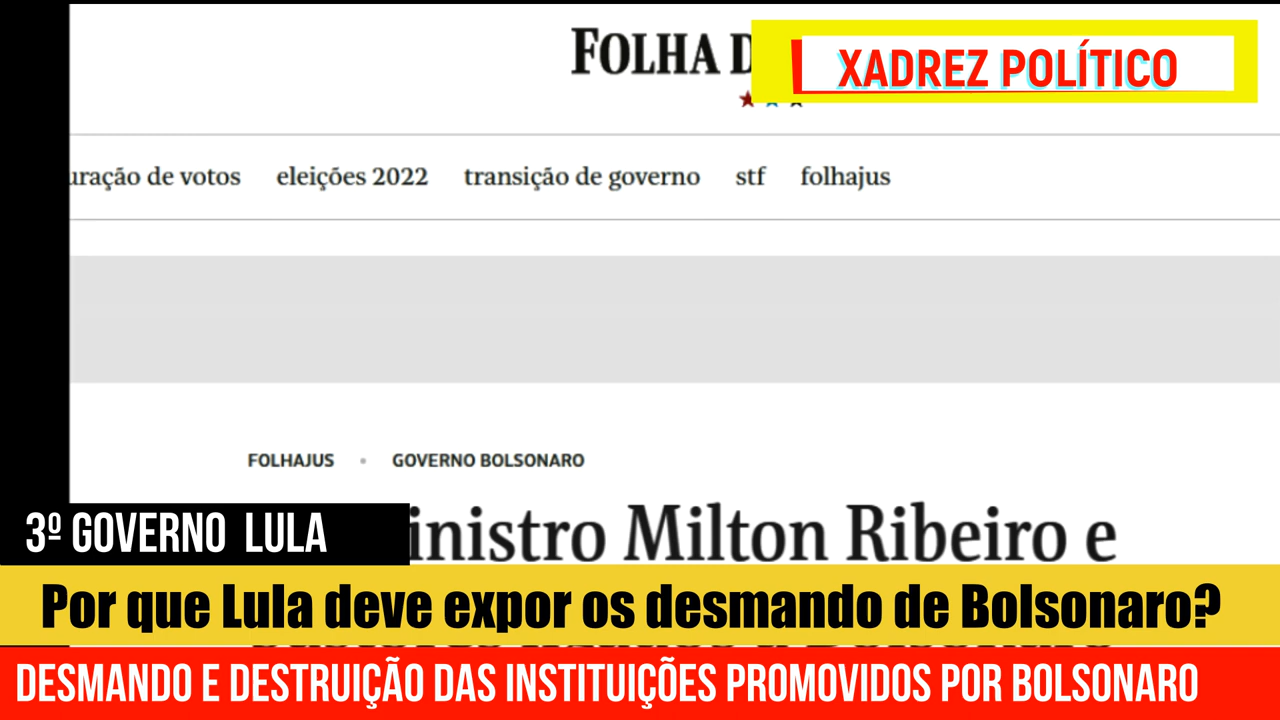 FOLHA D
XADREZ POLÍTICO
uração de votos eleições 2022 transição de governo stf folhajus
FOLHAJUS • GOVERNO BOLSONARO
inistro Milton Ribeiro e
3º GOVERNO LULA
Por que Lula deve expor os desmando de Bolsonaro?
DESMANDO E DESTRUIÇÃO DAS INSTITUIÇÕES PROMOVIDOS POR BOLSONARO